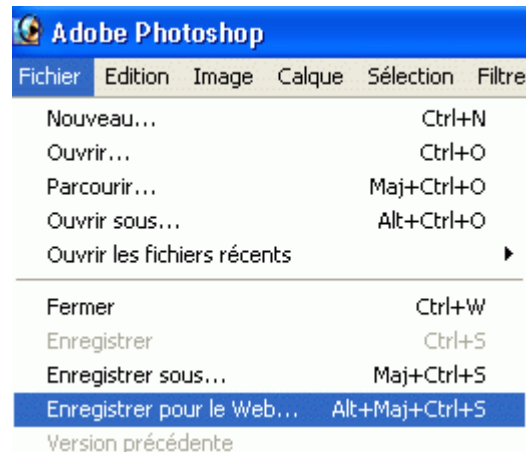 Adobe Photoshop
Fichier Edition Image Calque Sélection Filtre
Nouveau... Ctrl+N
Ouvrir... Ctrl+O
Parcourir... Maj+Ctrl+O
Ouvrir sous... Alt+Ctrl+O
Ouvrir les fichiers récents
Fermer Ctrl+W
Enregistrer Ctrl+S
Enregistrer sous... Maj+Ctrl+S
Enregistrer pour le Web... Alt+Maj+Ctrl+S
Version précédente